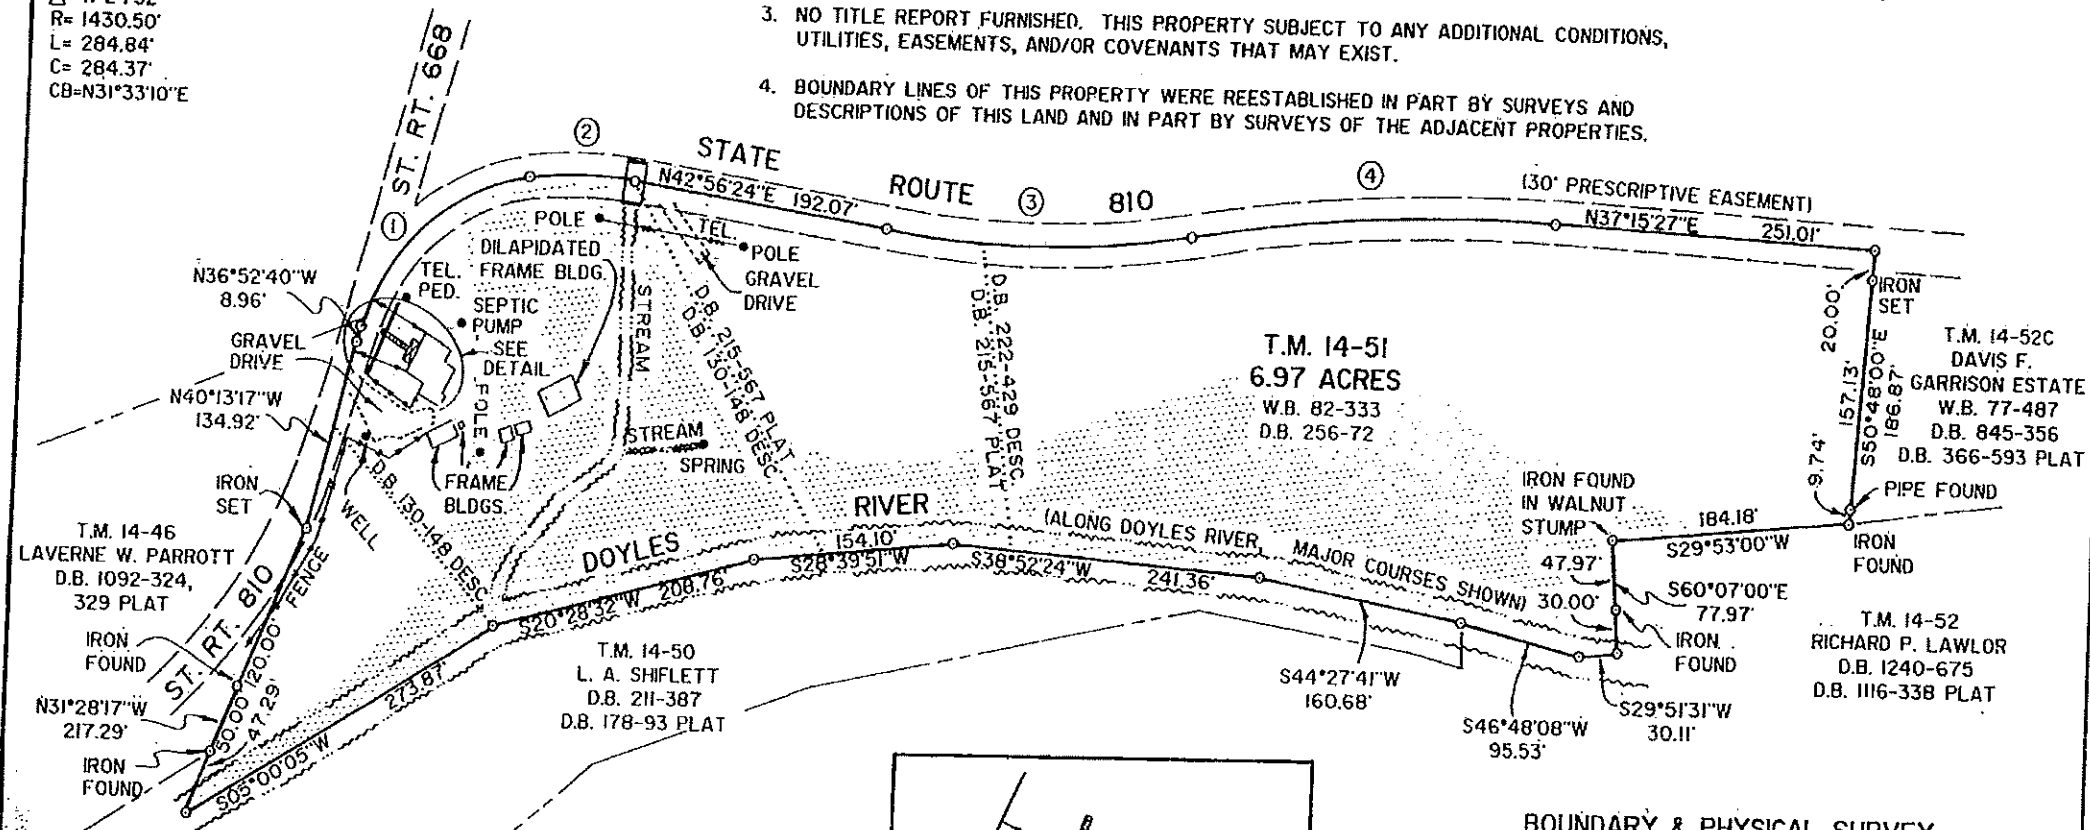 R= 1430.50'
L= 284.84'
C= 284.37'
CB=N31°33'10"E
3. NO TITLE REPORT FURNISHED. THIS PROPERTY SUBJECT TO ANY ADDITIONAL CONDITIONS,
UTILITIES, EASEMENTS, AND/OR COVENANTS THAT MAY EXIST.
4. BOUNDARY LINES OF THIS PROPERTY WERE REESTABLISHED IN PART BY SURVEYS AND
DESCRIPTIONS OF THIS LAND AND IN PART BY SURVEYS OF THE ADJACENT PROPERTIES.
ST. RT. 668
①
②
STATE ROUTE 810
③
④
(30' PRESCRIPTIVE EASEMENT)
N42°56'24"E 192.07'
N37°15'27"E 251.01'
POLE
TEL.
POLE
GRAVEL
DRIVE
DILAPIDATED
FRAME BLDG.
TEL.
PED.
SEPTIC
PUMP
SEE
DETAIL
POLE
N36°52'40"W
8.96'
GRAVEL
DRIVE
N40°13'17"W
134.92'
IRON
SET
STREAM
STREAM
SPRING
D.B. 215-567 PLAT
D.B. 130-148 DESC
D.B. 222-429 DESC
D.B. 215-567 PLAT
T.M. 14-51
6.97 ACRES
W.B. 82-333
D.B. 256-72
20.00'
IRON
SET
157.13'
S50°48'00"E
186.87'
9.74'
T.M. 14-52C
DAVIS F.
GARRISON ESTATE
W.B. 77-487
D.B. 845-356
D.B. 366-593 PLAT
PIPE FOUND
IRON
FOUND
184.18'
S29°53'00"W
IRON FOUND
IN WALNUT
STUMP
47.97'
30.00'
S60°07'00"E
77.97'
IRON
FOUND
T.M. 14-52
RICHARD P. LAWLOR
D.B. 1240-675
D.B. 1116-338 PLAT
FRAME
BLDGS.
WELL
D.B. 130-148 DESC
FENCE
T.M. 14-46
LAVERNE W. PARROTT
D.B. 1092-324,
329 PLAT
ST. RT. 810
IRON
FOUND
120.00'
50.00'
47.29'
N31°28'17"W
217.29'
IRON
FOUND
S05°00'05"W
273.87'
DOYLES RIVER
(ALONG DOYLES RIVER, MAJOR COURSES SHOWN)
S20°28'32"W 208.76'
154.10'
S28°39'51"W
S38°52'24"W 241.36'
S44°27'41"W
160.68'
S46°48'08"W
95.53'
S29°51'31"W
30.11'
T.M. 14-50
L. A. SHIFLETT
D.B. 211-387
D.B. 178-93 PLAT
BOUNDARY & PHYSICAL SURVEY